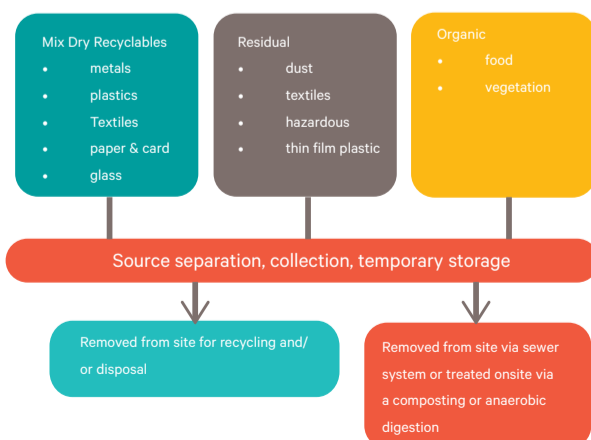 Mix Dry Recyclables
• metals
• plastics
• Textiles
• paper & card
• glass
Residual
• dust
• textiles
• hazardous
• thin film plastic
Organic
• food
• vegetation
Source separation, collection, temporary storage
Removed from site for recycling and/
or disposal
Removed from site via sewer
system or treated onsite via
a composting or anaerobic
digestion